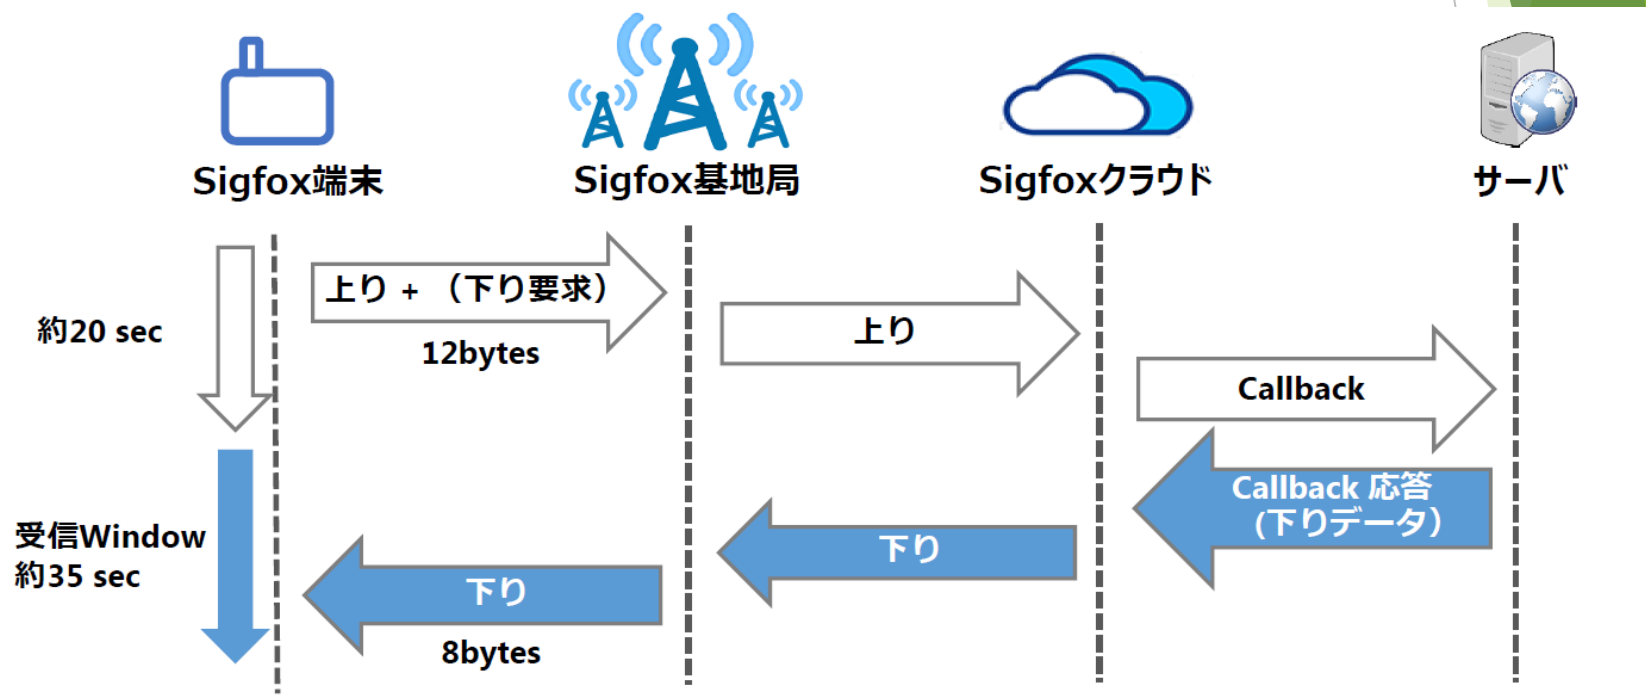 Sigfox端末
Sigfox基地局
Sigfoxクラウド
サーバ
約20 sec
上り + （下り要求）
12bytes
上り
Callback
Callback 応答
(下りデータ）
下り
下り
8bytes
受信Window
約35 sec